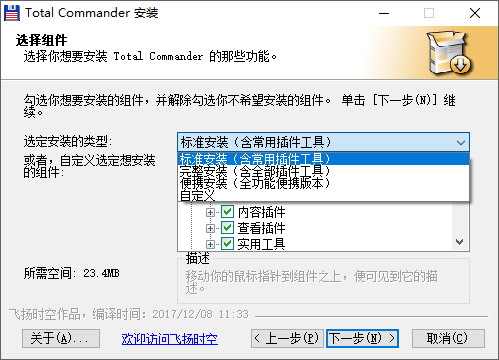 Total Commander 安装
选择组件
选择你想要安装 Total Commander 的那些功能。
勾选你想要安装的组件，并解除勾选你不希望安装的组件。 单击 [下一步(N)] 继
续。
选定安装的类型:
标准安装（含常用插件工具）
或者，自定义选定想安装
的组件:
标准安装（含常用插件工具）
完整安装（含全部插件工具）
便携安装（全功能便携版本）
自定义
内容插件
查看插件
实用工具
所需空间: 23.4MB
描述
移动你的鼠标指针到组件之上，便可见到它的描
述。
飞扬时空作品，编译时间：2017/12/08 11:33
关于(A)...
欢迎访问飞扬时空
< 上一步(P)
下一步(N) >
取消(C)